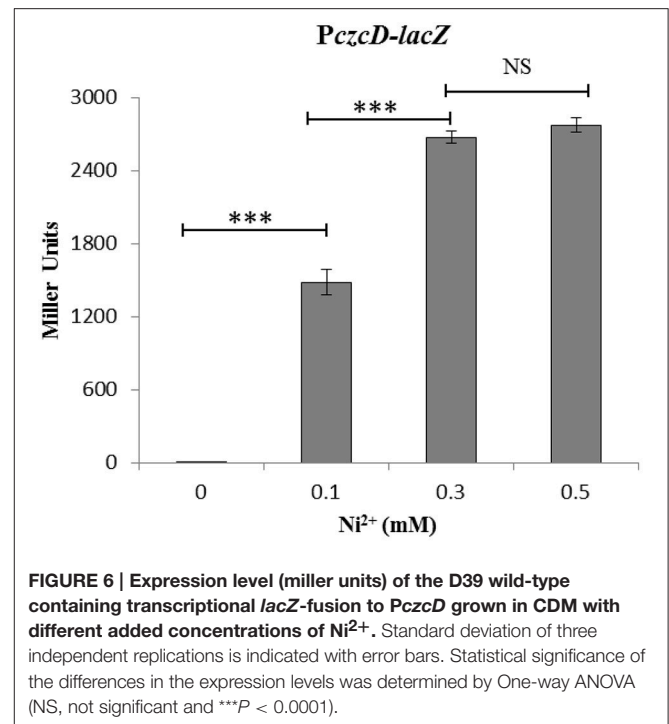 PczcD-lacZ
NS
***
***
3000
2400
1800
1200
600
0
Miller Units
0 0.1 0.3 0.5
Ni²⁺ (mM)
FIGURE 6 | Expression level (miller units) of the D39 wild-type
containing transcriptional lacZ-fusion to PczcD grown in CDM with
different added concentrations of Ni²⁺. Standard deviation of three
independent replications is indicated with error bars. Statistical significance of
the differences in the expression levels was determined by One-way ANOVA
(NS, not significant and ***P < 0.0001).